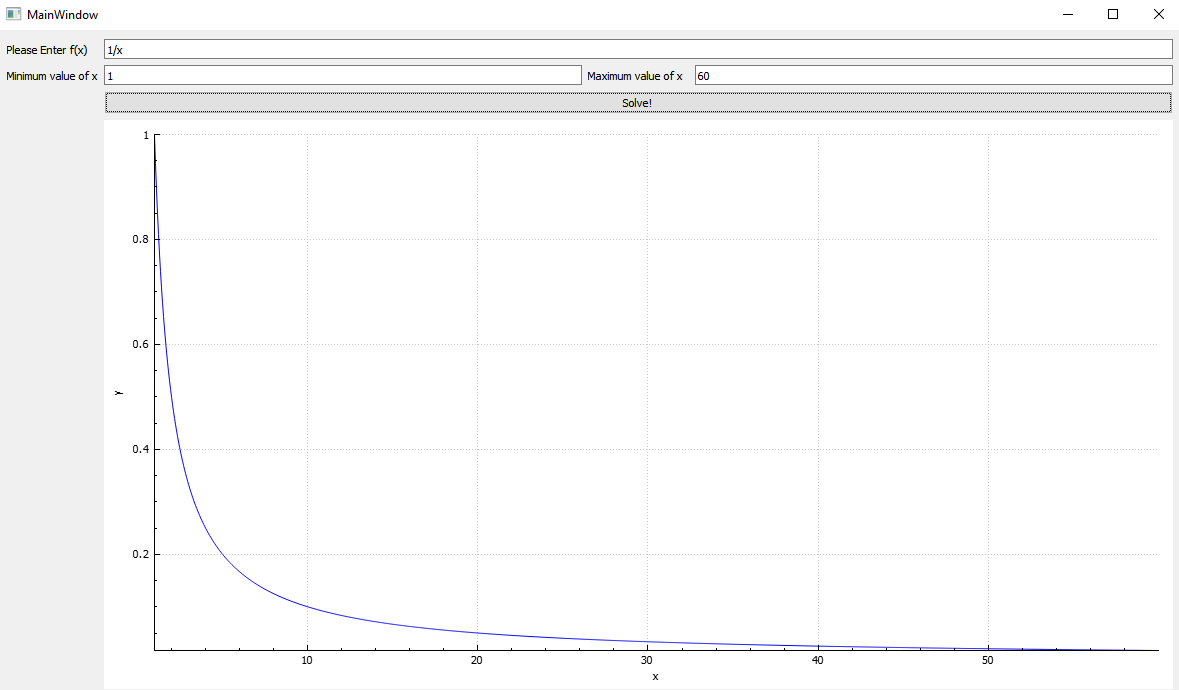 MainWindow
Please Enter f(x) 1/x
Minimum value of x 1 Maximum value of x 60
Solve!
1
0.8
0.6
y
0.4
0.2
10 20 30 40 50
x